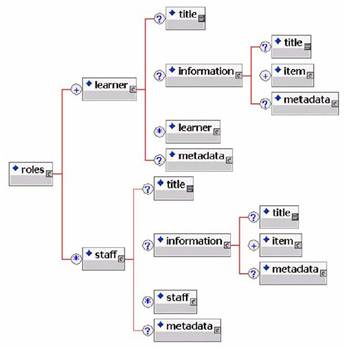 title
title
information
item
learner
metadata
learner
metadata
roles
title
title
staff
information
item
metadata
staff
metadata